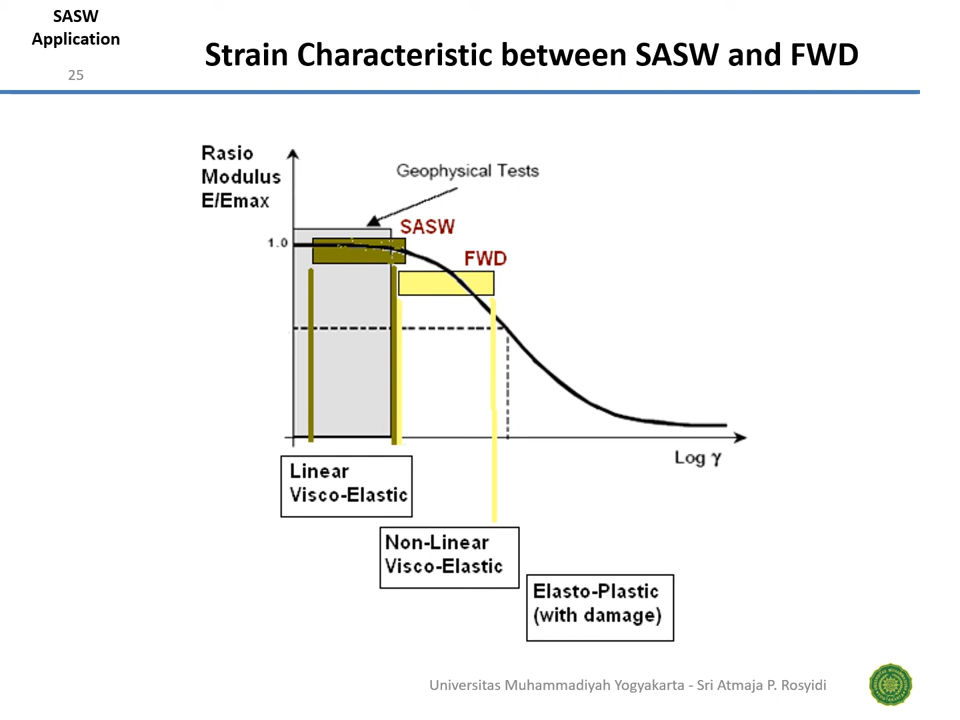 SASW
Application
25
Strain Characteristic between SASW and FWD
Rasio
Modulus
E/Emax
Geophysical Tests
SASW
1.0
FWD
Log γ
Linear
Visco-Elastic
Non-Linear
Visco-Elastic
Elasto-Plastic
(with damage)
Universitas Muhammadiyah Yogyakarta - Sri Atmaja P. Rosyidi